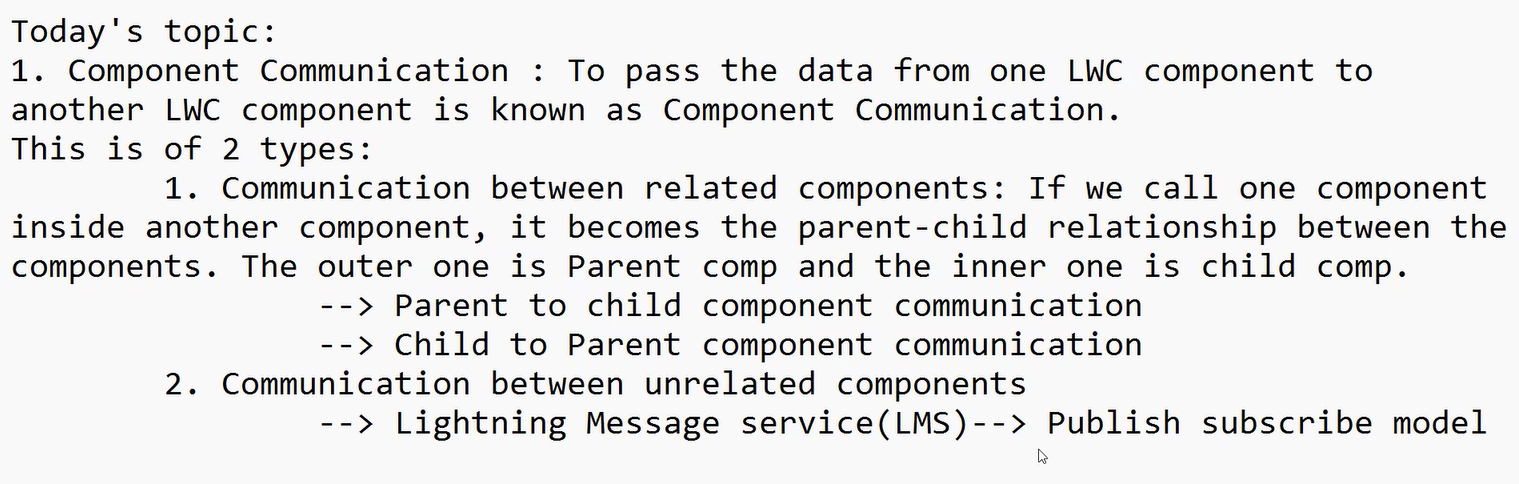 Today's topic:
1. Component Communication : To pass the data from one LWC component to
another LWC component is known as Component Communication.
This is of 2 types:
1. Communication between related components: If we call one component
inside another component, it becomes the parent-child relationship between the
components. The outer one is Parent comp and the inner one is child comp.
--> Parent to child component communication
--> Child to Parent component communication
2. Communication between unrelated components
--> Lightning Message service(LMS)--> Publish subscribe model